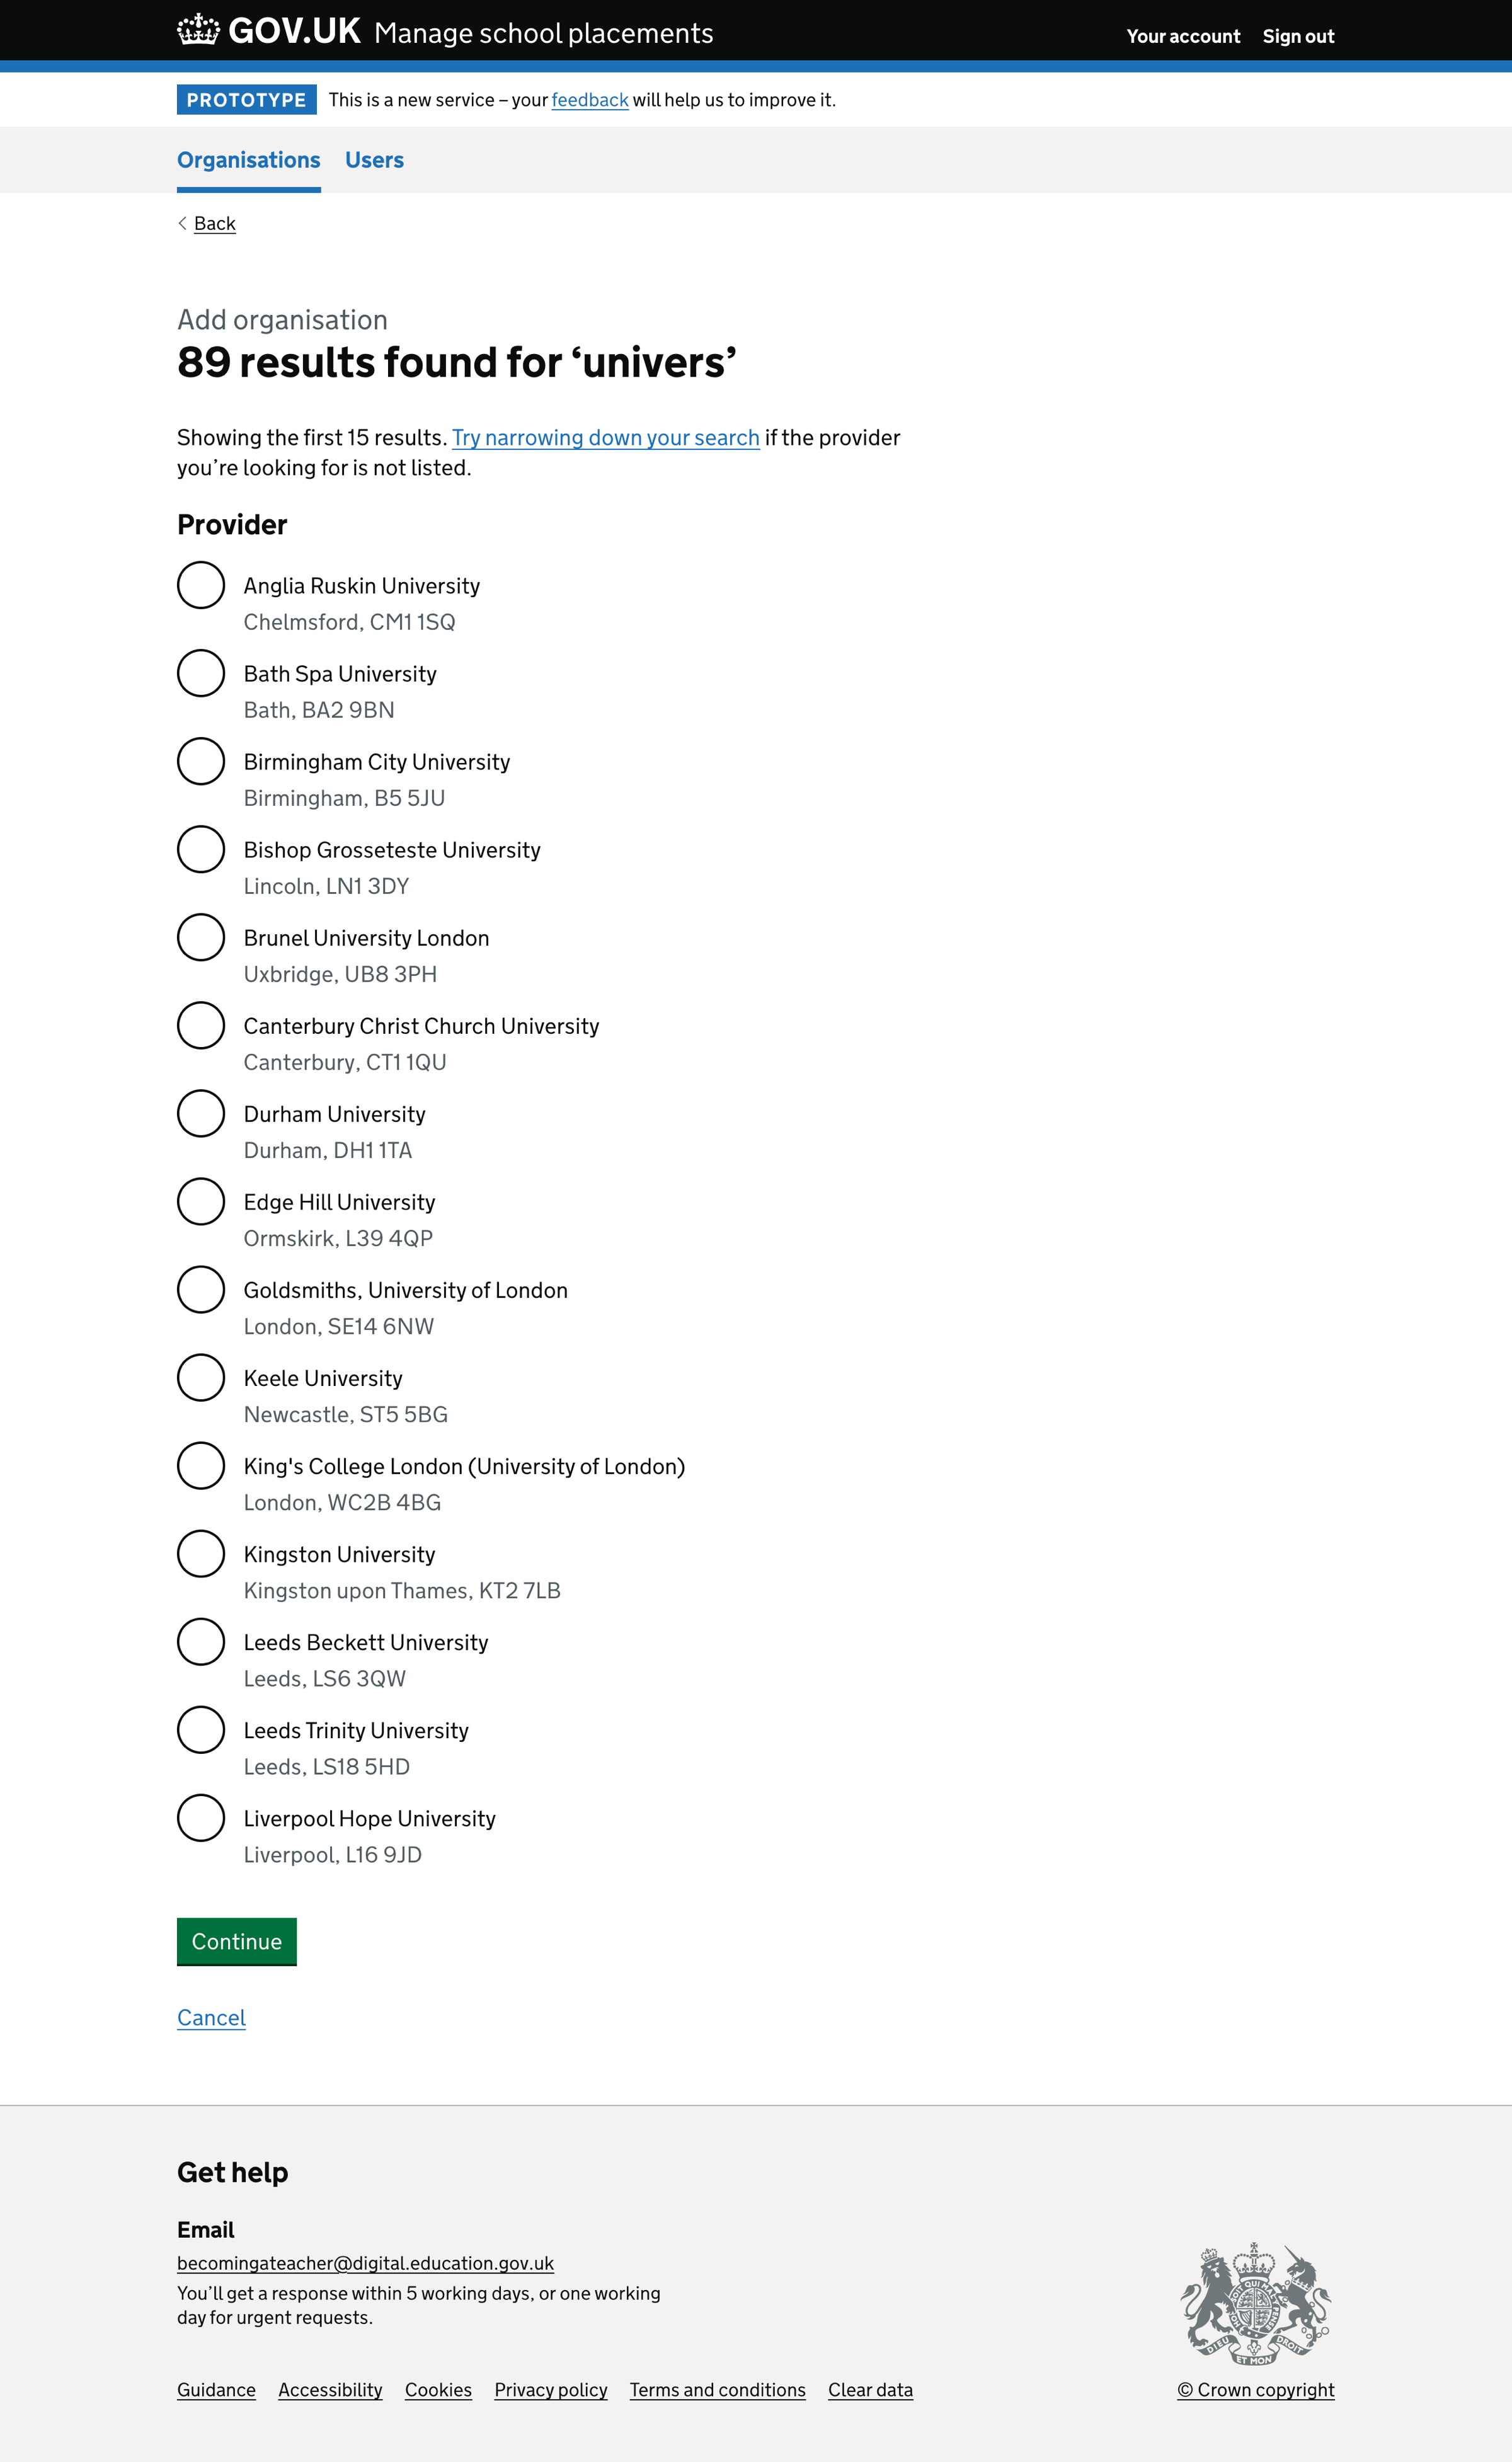 GOV.UK Manage school placements
Your account Sign out
PROTOTYPE This is a new service – your feedback will help us to improve it.
Organisations Users
Back
Add organisation
89 results found for ‘univers’
Showing the first 15 results. Try narrowing down your search if the provider
you’re looking for is not listed.
Provider
Anglia Ruskin University
Chelmsford, CM1 1SQ
Bath Spa University
Bath, BA2 9BN
Birmingham City University
Birmingham, B5 5JU
Bishop Grosseteste University
Lincoln, LN1 3DY
Brunel University London
Uxbridge, UB8 3PH
Canterbury Christ Church University
Canterbury, CT1 1QU
Durham University
Durham, DH1 1TA
Edge Hill University
Ormskirk, L39 4QP
Goldsmiths, University of London
London, SE14 6NW
Keele University
Newcastle, ST5 5BG
King's College London (University of London)
London, WC2B 4BG
Kingston University
Kingston upon Thames, KT2 7LB
Leeds Beckett University
Leeds, LS6 3QW
Leeds Trinity University
Leeds, LS18 5HD
Liverpool Hope University
Liverpool, L16 9JD
Continue
Cancel
Get help
Email
becomingateacher@digital.education.gov.uk
You’ll get a response within 5 working days, or one working
day for urgent requests.
DIEU ET MON DROIT
Guidance Accessibility Cookies Privacy policy Terms and conditions Clear data
© Crown copyright